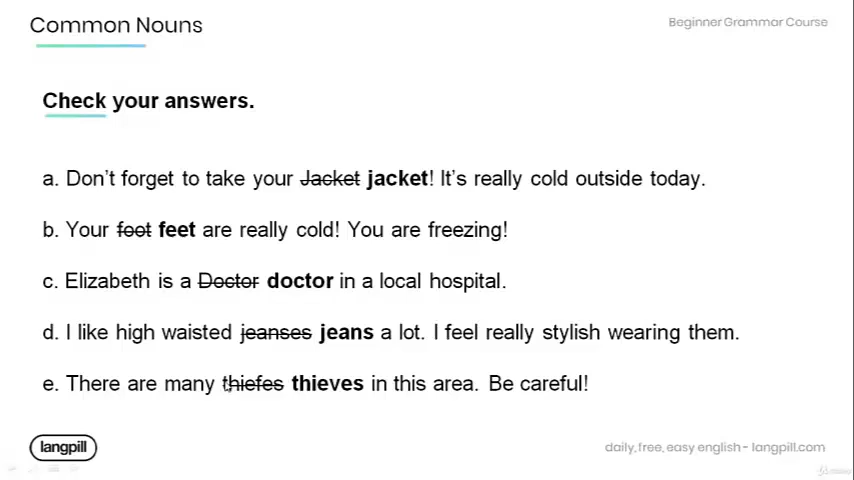 Common Nouns
Beginner Grammar Course
Check your answers.
a. Don't forget to take your Jacket jacket! It's really cold outside today.
b. Your foot feet are really cold! You are freezing!
c. Elizabeth is a Doctor doctor in a local hospital.
d. I like high waisted jeanses jeans a lot. I feel really stylish wearing them.
e. There are many thiefes thieves in this area. Be careful!
langpill
daily, free, easy english - langpill.com